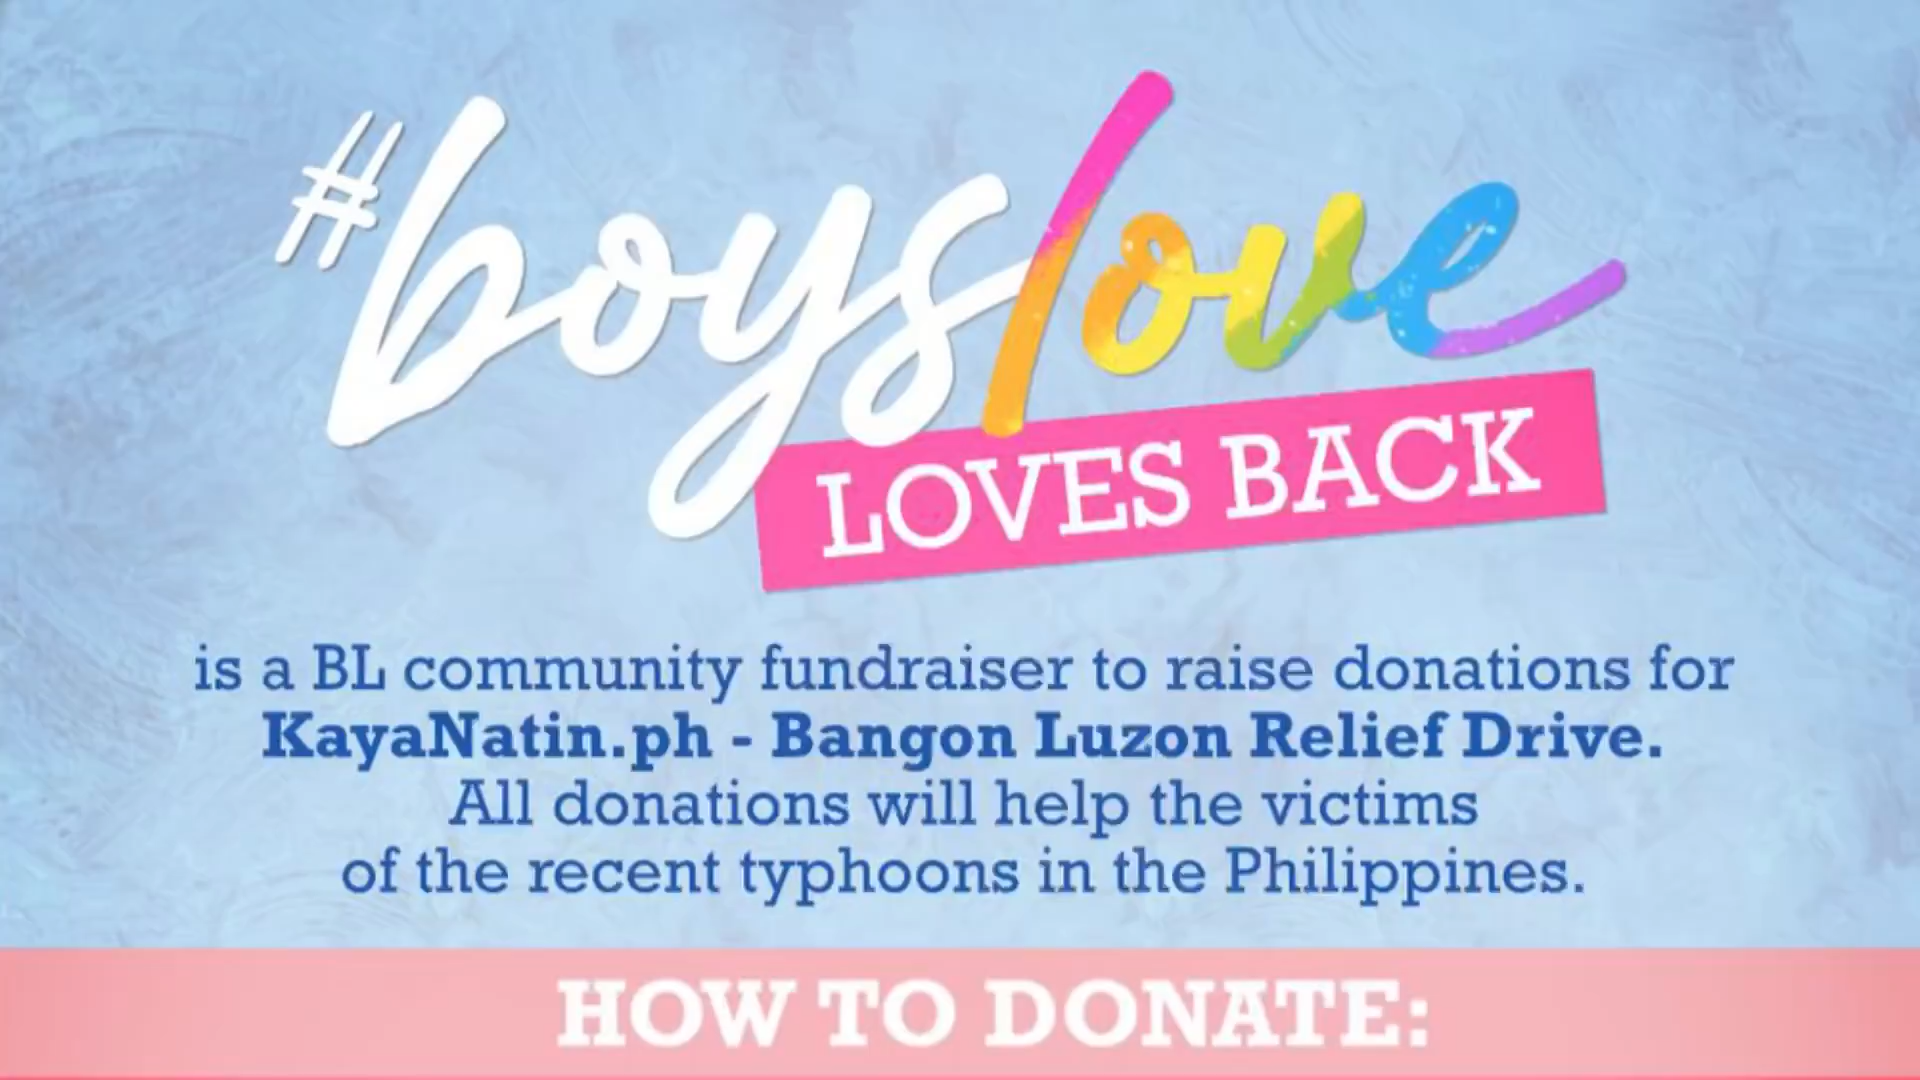 #boyslove
LOVES BACK
is a BL community fundraiser to raise donations for
KayaNatin.ph - Bangon Luzon Relief Drive.
All donations will help the victims
of the recent typhoons in the Philippines.
HOW TO DONATE: